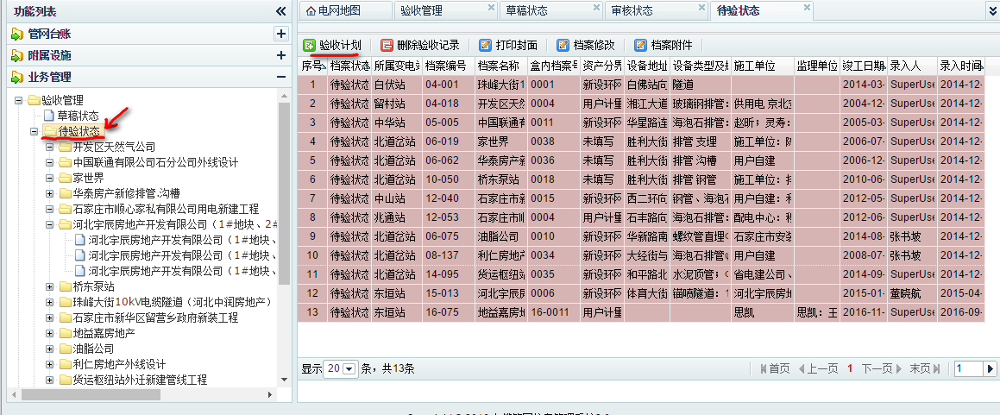 功能列表
管网台账
附属设施
业务管理
验收管理
草稿状态
待验状态
开发区天然气公司
中国联通有限公司石分公司外线设计
家世界
华泰房产新修排管.沟槽
石家庄市顺心家私有限公司用电新建工程
河北宇辰房地产开发有限公司（1#地块、2#
河北宇辰房地产开发有限公司（1#地块、
河北宇辰房地产开发有限公司（1#地块、
河北宇辰房地产开发有限公司（1#地块、
桥东泵站
珠峰大街10kV电缆隧道（河北中润房地产）
石家庄市新华区留营乡政府新装工程
地益嘉房地产
油脂公司
利仁房地产外线设计
货运枢纽站外迁新建管线工程
电网地图 验收管理 草稿状态 审核状态 待验状态
验收计划 删除验收记录 打印封面 档案修改 档案附件
序号 档案状态 所属变电站 档案编号 档案名称 盒内档案号 资产分界 设备地址 设备类型及 施工单位 监理单位 竣工日期 录入人 录入时间
1 待验状态 白伏站 04-001 珠峰大街1 0001 新设环网 白佛站向 隧道 2014-03- SuperUse 2014-12-
2 待验状态 留村站 04-018 开发区天然 0004 用户计量 湘江大道 玻璃钢排管： 供用电 京北 2004-12- SuperUse 2014-12-
3 待验状态 中华站 05-005 中国联通有 0011 新设环网 华星路连 海泡石排管： 赵昕；灵寿： 2005-03- SuperUse 2014-12-
4 待验状态 北道岔站 06-019 家世界 0038 未填写 胜利大街 排管 支埋 施工单位： 2006-07- SuperUse 2014-12-
5 待验状态 北道岔站 06-062 华泰房产新 0036 未填写 胜利大街 排管 沟槽 用户自建 2006-12- SuperUse 2014-12-
6 待验状态 北道岔站 10-050 桥东泵站 0018 未填写 胜利大街 排管 钢管 施工单位： 2010-06- SuperUse 2014-12-
7 待验状态 中山站 12-040 石家庄市新 0015 新设环网 西二环向 钢管、海泡石 用户自建： 2012-05- SuperUse 2014-12-
8 待验状态 兆通站 12-053 石家庄市顺 0004 用户计量 石丰路向 海泡石排管： 配电中心： 2012-06- SuperUse 2014-12-
9 待验状态 北道岔站 06-075 油脂公司 0010 新设环网 华新路南 螺纹管直埋 石家庄市安装 2014-08- 张书坡 2014-12-
10 待验状态 北道岔站 08-137 利仁房地产 0034 新设环网 大经街与 海泡石排管 用户自建 2008-07- 张书坡 2014-12-
11 待验状态 北道岔站 14-095 货运枢纽站 0035 新设环网 和平路北 水泥顶管； 省电建公司、 2014-09- SuperUse 2014-12-
12 待验状态 东垣站 15-013 河北宇辰房 0006 新设环网 体育大街 锚喷隧道： 河北宇辰房 2015-01- 董晓航 2015-04-
13 待验状态 东垣站 16-075 地益嘉房地 16-0011 用户计量 思凯 思凯：王 2016-11- SuperUse 2016-09-
显示 20 条，共13条 首页 上一页 1 下一页 末页 1